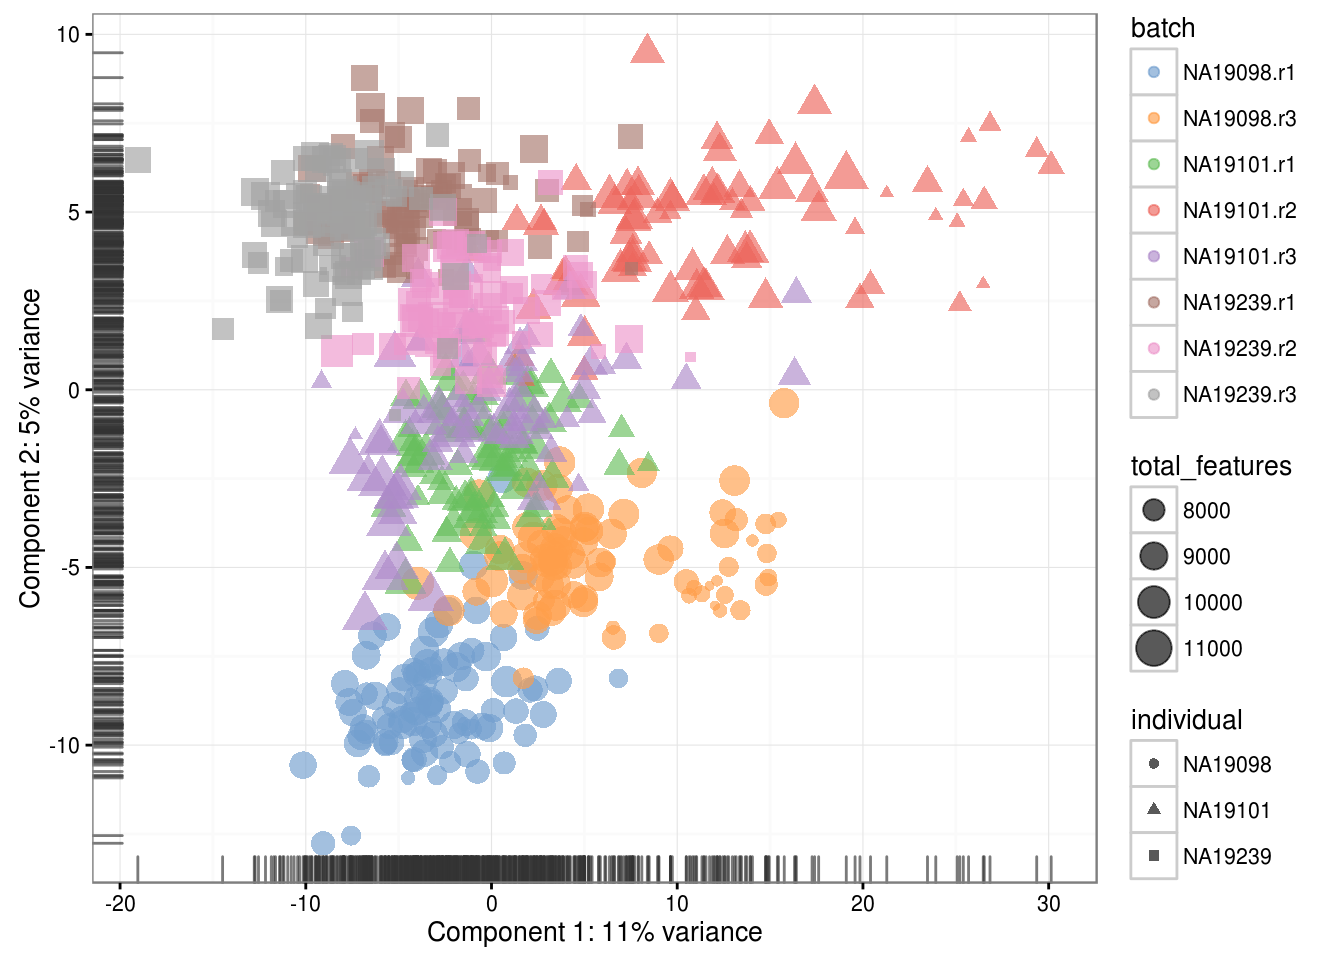 10
5
0
-5
-10
Component 2: 5% variance
-20
-10
0
10
20
30
Component 1: 11% variance
batch
NA19098.r1
NA19098.r3
NA19101.r1
NA19101.r2
NA19101.r3
NA19239.r1
NA19239.r2
NA19239.r3
total_features
8000
9000
10000
11000
individual
NA19098
NA19101
NA19239